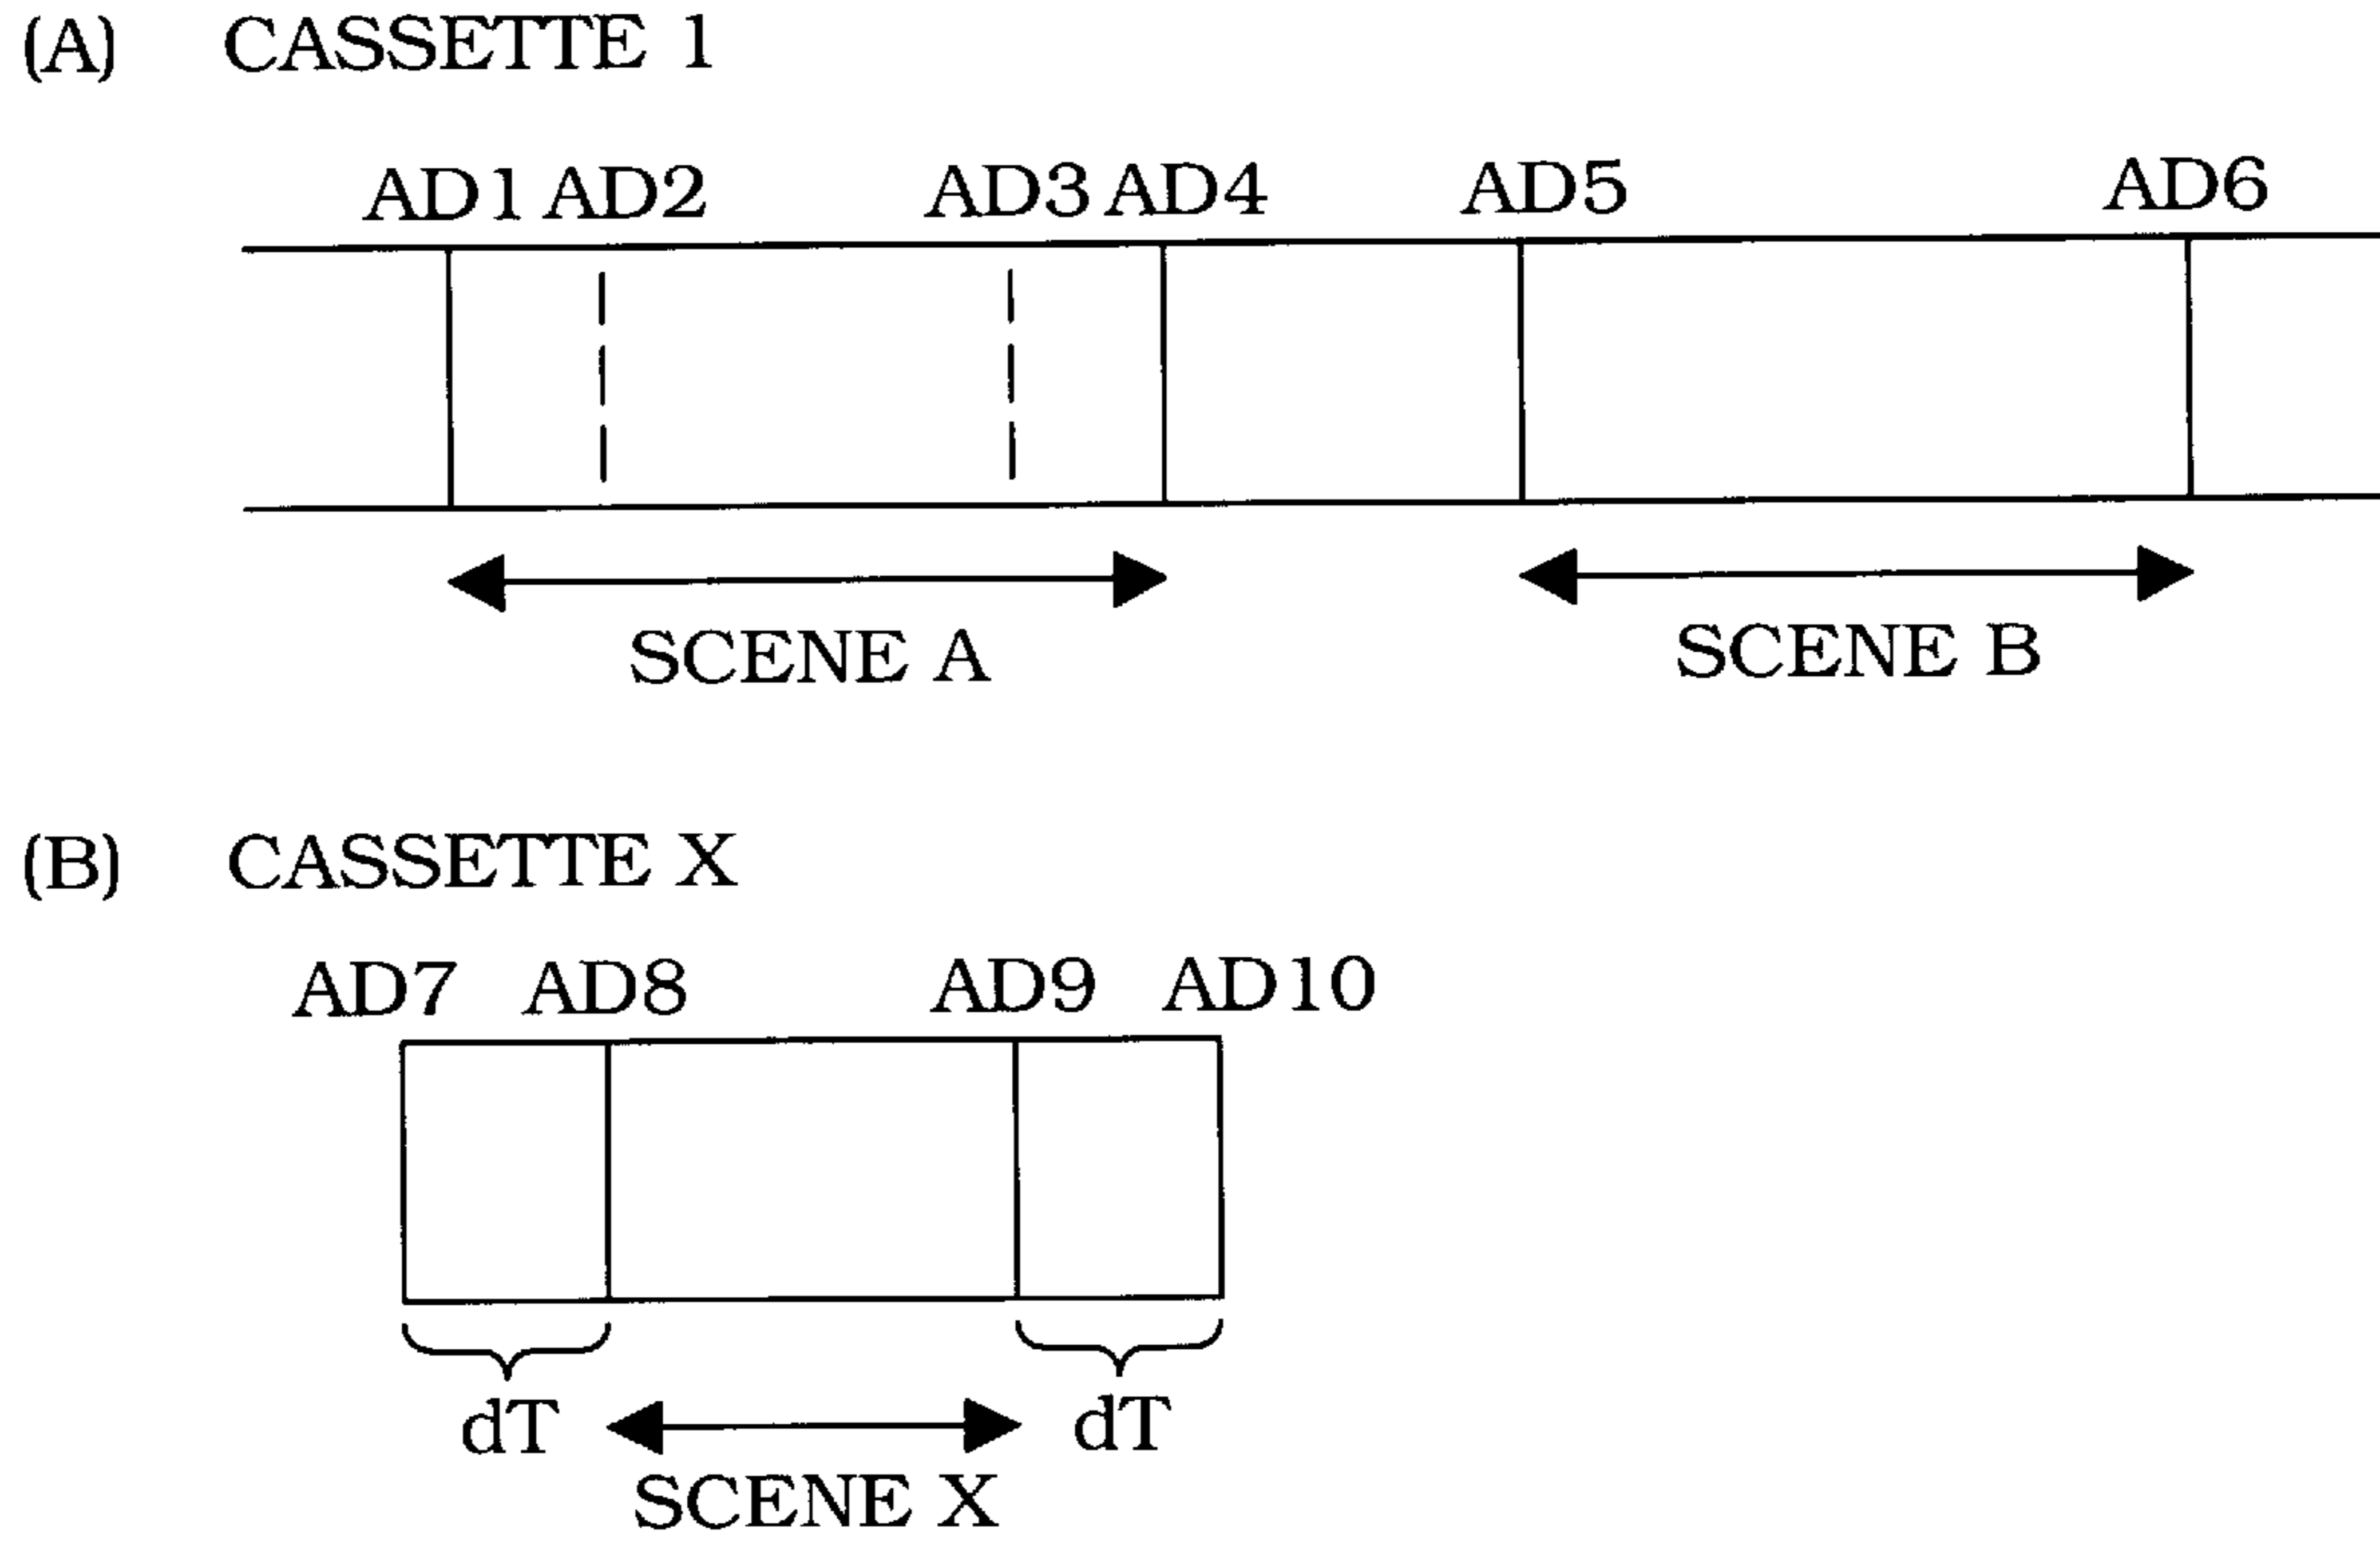 (A) CASSETTE 1
AD1 AD2 AD3 AD4 AD5 AD6
SCENE A SCENE B
(B) CASSETTE X
AD7 AD8 AD9 AD10
dT dT
SCENE X